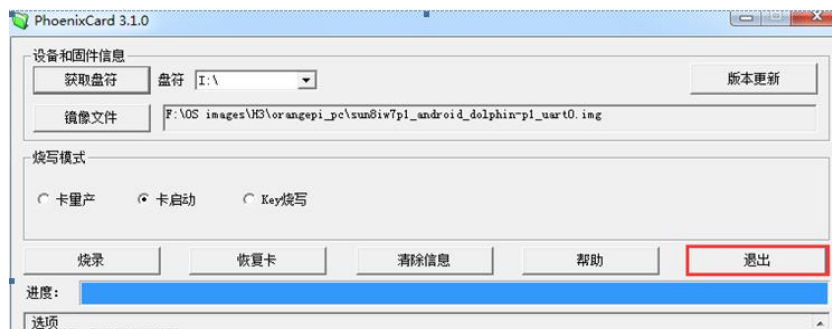 PhoenixCard 3.1.0
设备和固件信息
获取盘符 盘符 I:\ 版本更新
镜像文件 F:\OS images\H3\orangepi_pc\sun8iw7p1_android_dolphin-p1_uart0.img
烧写模式
卡量产 卡启动 Key烧写
烧录 恢复卡 清除信息 帮助 退出
进度：
选项